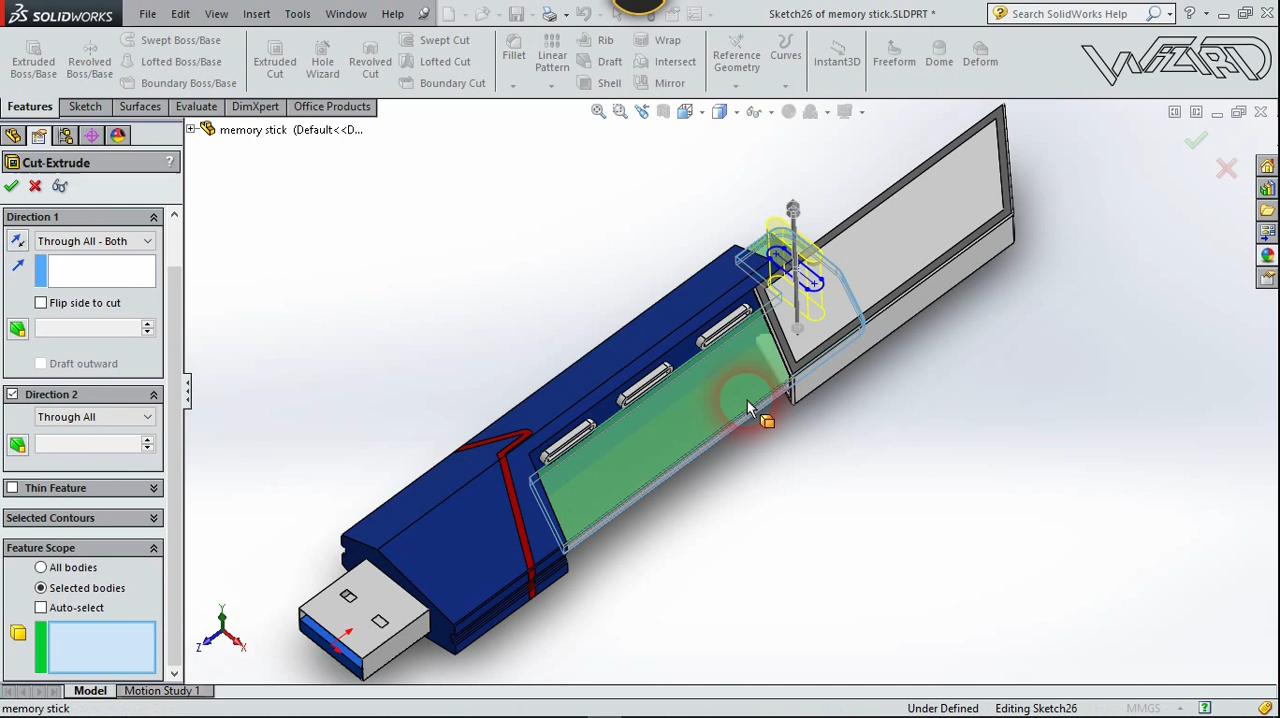 SOLIDWORKS
File Edit View Insert Tools Window Help
Sketch26 of memory stick.SLDPRT *
Search SolidWorks Help
Extruded Boss/Base
Revolved Boss/Base
Swept Boss/Base
Lofted Boss/Base
Boundary Boss/Base
Extruded Cut
Hole Wizard
Revolved Cut
Swept Cut
Lofted Cut
Boundary Cut
Fillet
Linear Pattern
Rib
Draft
Shell
Wrap
Intersect
Mirror
Reference Geometry
Curves
Instant3D
Freeform
Dome
Deform
WIZARD
Features Sketch Surfaces Evaluate DimXpert Office Products
memory stick (Default<<D...
Cut-Extrude
?
Direction 1
Through All - Both
Flip side to cut
Draft outward
Direction 2
Through All
Thin Feature
Selected Contours
Feature Scope
All bodies
Selected bodies
Auto-select
Y
Z X
Model Motion Study 1
memory stick
Under Defined Editing Sketch26 MMGS ?